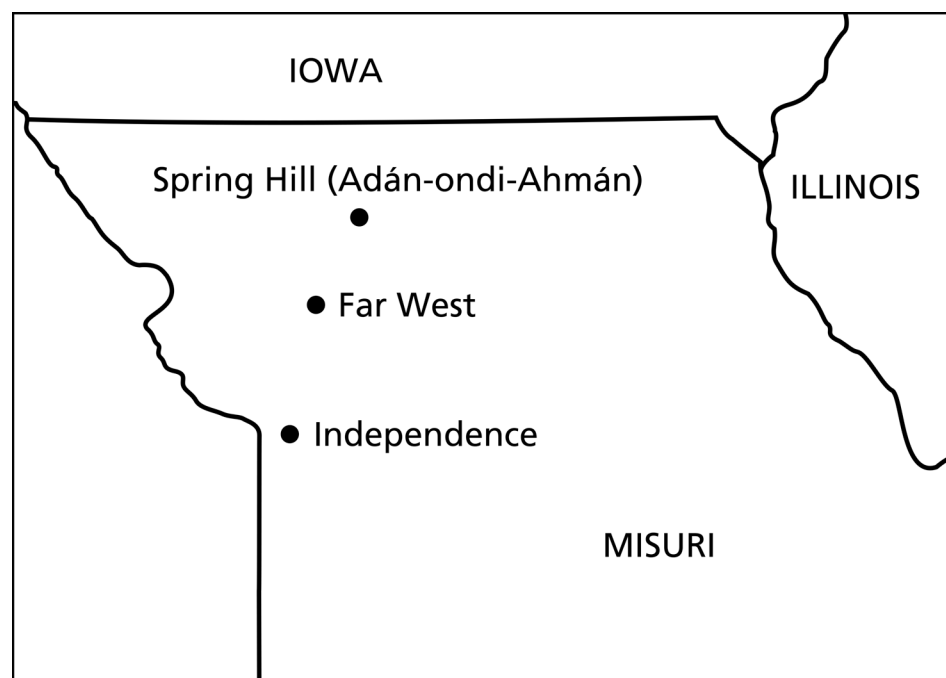 IOWA
Spring Hill (Adán-ondi-Ahmán)
ILLINOIS
Far West
Independence
MISURI